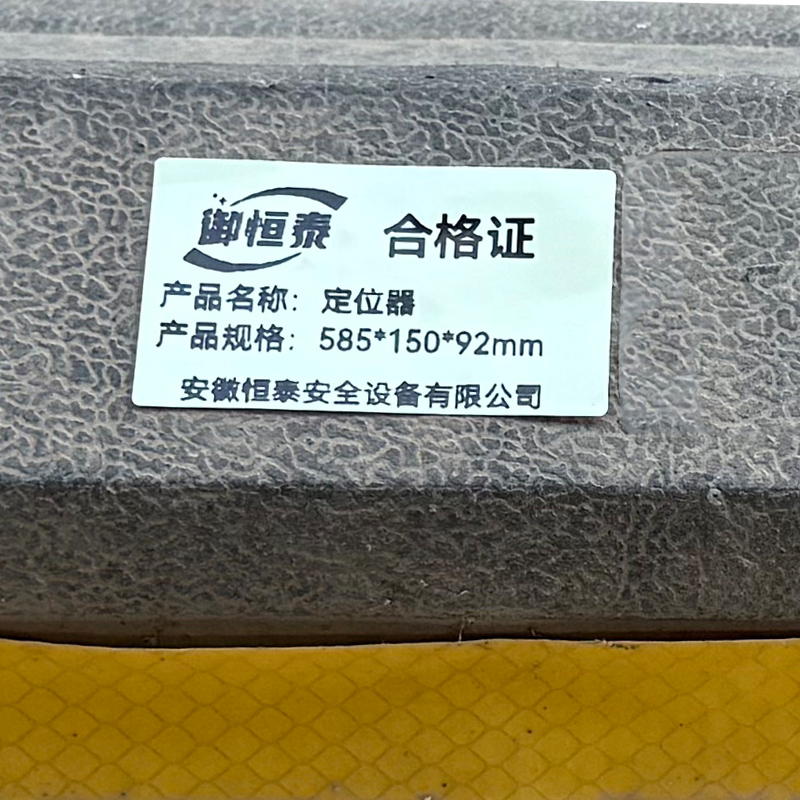 御恒泰 合格证
产品名称：定位器
产品规格：585*150*92mm
安徽恒泰安全设备有限公司